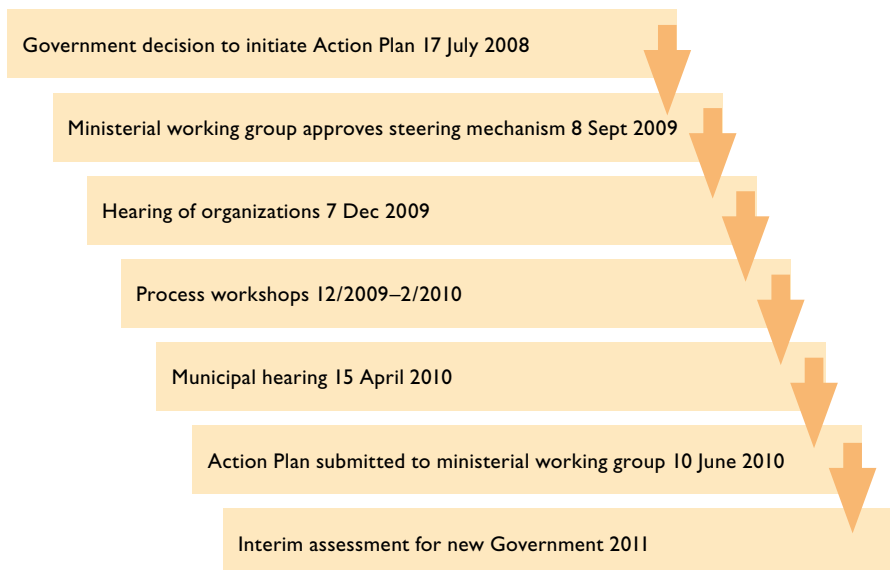 Government decision to initiate Action Plan 17 July 2008
Ministerial working group approves steering mechanism 8 Sept 2009
Hearing of organizations 7 Dec 2009
Process workshops 12/2009–2/2010
Municipal hearing 15 April 2010
Action Plan submitted to ministerial working group 10 June 2010
Interim assessment for new Government 2011